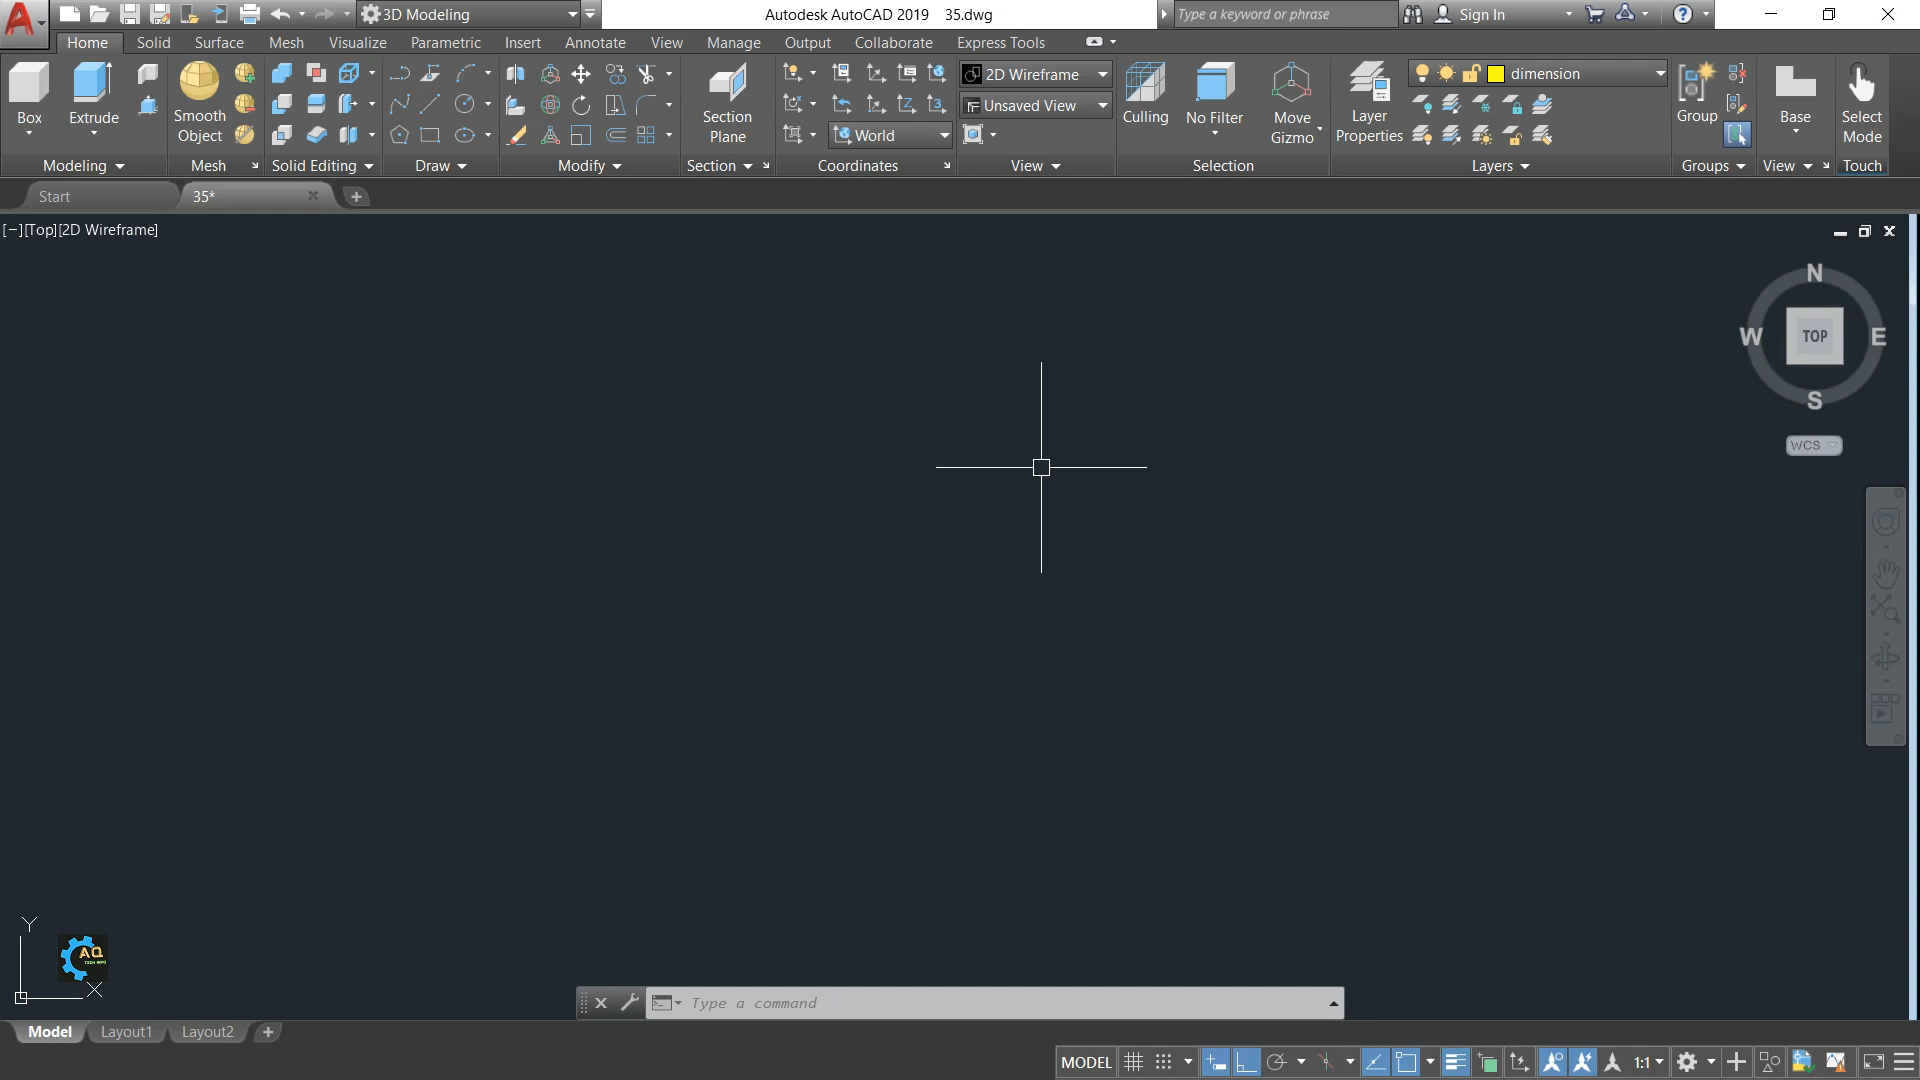 3D Modeling
Autodesk AutoCAD 2019 35.dwg
Type a keyword or phrase
Sign In
Home Solid Surface Mesh Visualize Parametric Insert Annotate View Manage Output Collaborate Express Tools
Box
Extrude
Smooth
Object
Section
Plane
World
2D Wireframe
Unsaved View
Culling
No Filter
Move
Gizmo
Layer
Properties
dimension
Group
Base
Select
Mode
Modeling Mesh Solid Editing Draw Modify Section Coordinates View Selection Layers Groups View Touch
Start 35*
[−][Top][2D Wireframe]
N
W TOP E
S
WCS
Y
AQ
TECH INFO
X
Type a command
Model Layout1 Layout2
MODEL 1:1